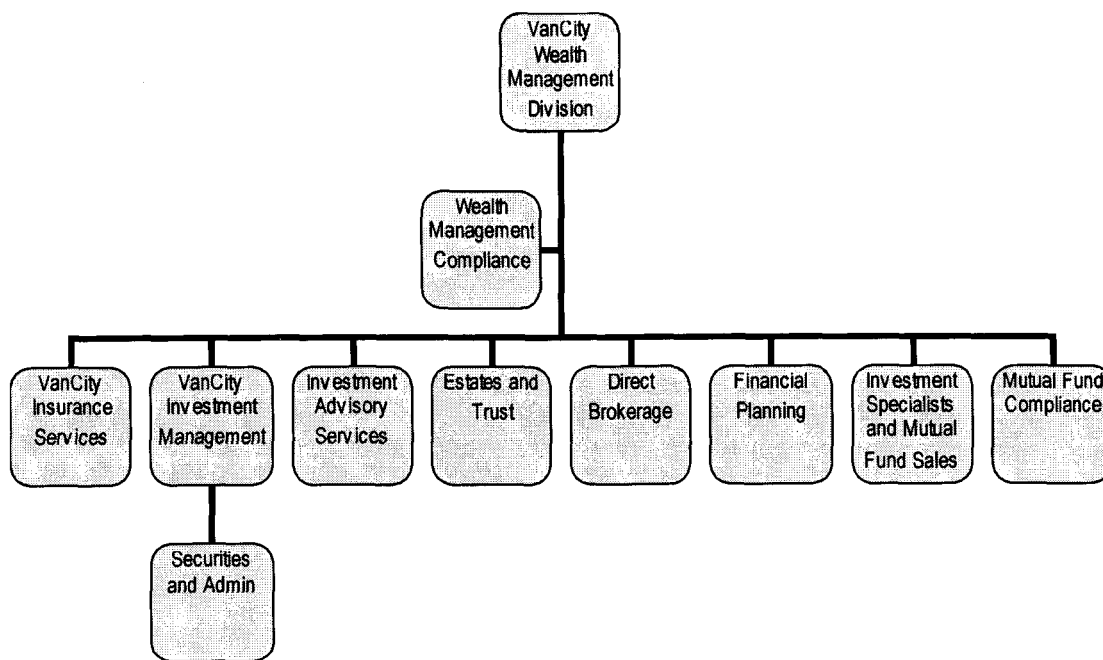 VanCity
Wealth
Management
Division
Wealth
Management
Compliance
VanCity
Insurance
Services
VanCity
Investment
Management
Investment
Advisory
Services
Estates and
Trust
Direct
Brokerage
Financial
Planning
Investment
Specialists
and Mutual
Fund Sales
Mutual Fund
Compliance
Securities
and Admin